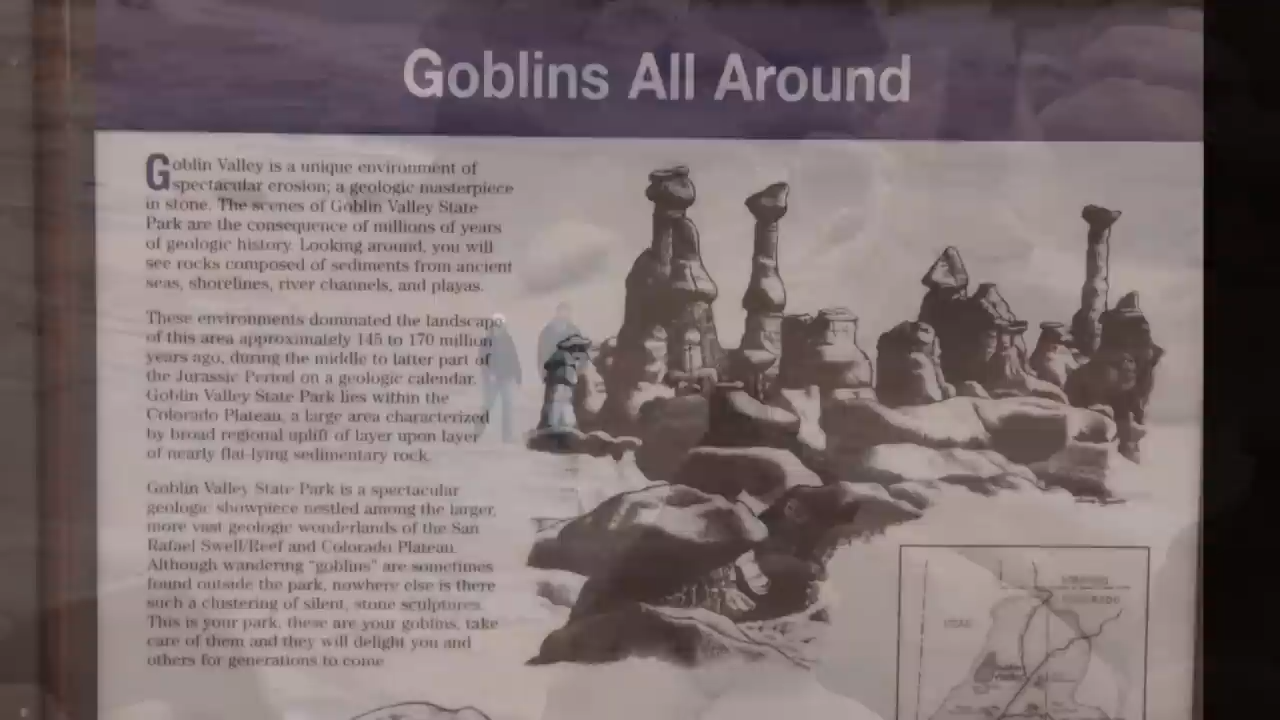 Goblins All Around
Goblin Valley is a unique environment of
spectacular erosion; a geologic masterpiece
in stone. The scenes of Goblin Valley State
Park are the consequence of millions of years
of geologic history. Looking around, you will
see rocks composed of sediments from ancient
seas, shorelines, river channels, and playas.
These environments dominated the landscape
of this area approximately 145 to 170 million
years ago, during the middle to latter part of
the Jurassic Period on a geologic calendar.
Goblin Valley State Park lies within the
Colorado Plateau, a large area characterized
by broad regional uplift of layer upon layer
of nearly flat-lying sedimentary rock.
Goblin Valley State Park is a spectacular
geologic showpiece nestled among the larger,
more vast geologic wonderlands of the San
Rafael Swell/Reef and Colorado Plateau.
Although wandering "goblins" are sometimes
found outside the park, nowhere else is there
such a clustering of silent, stone sculptures.
This is your park, these are your goblins, take
care of them and they will delight you and
others for generations to come
WYOMING
COLORADO
UTAH